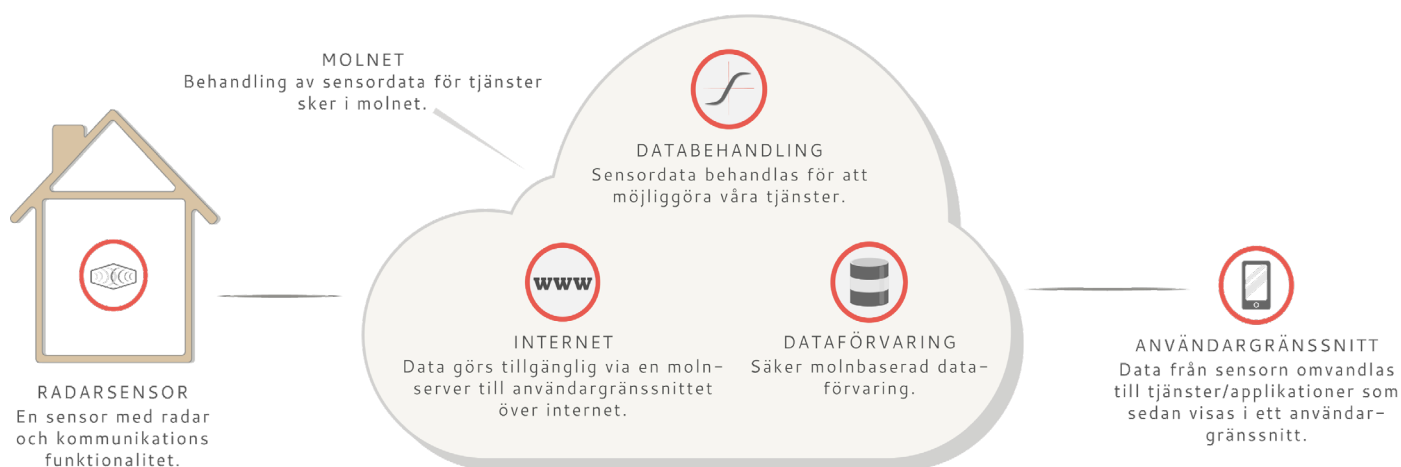 MOLNET
Behandling av sensordata för tjänster
sker i molnet.
DATABEHANDLING
Sensordata behandlas för att
möjliggöra våra tjänster.
RADARSENSOR
En sensor med radar
och kommunikations
funktionalitet.
www
INTERNET
Data görs tillgänglig via en moln-
server till användargränssnittet
över internet.
DATAFÖRVARING
Säker molnbaserad data-
förvaring.
ANVÄNDARGRÄNSSNITT
Data från sensorn omvandlas
till tjänster/applikationer som
sedan visas i ett användar-
gränssnitt.